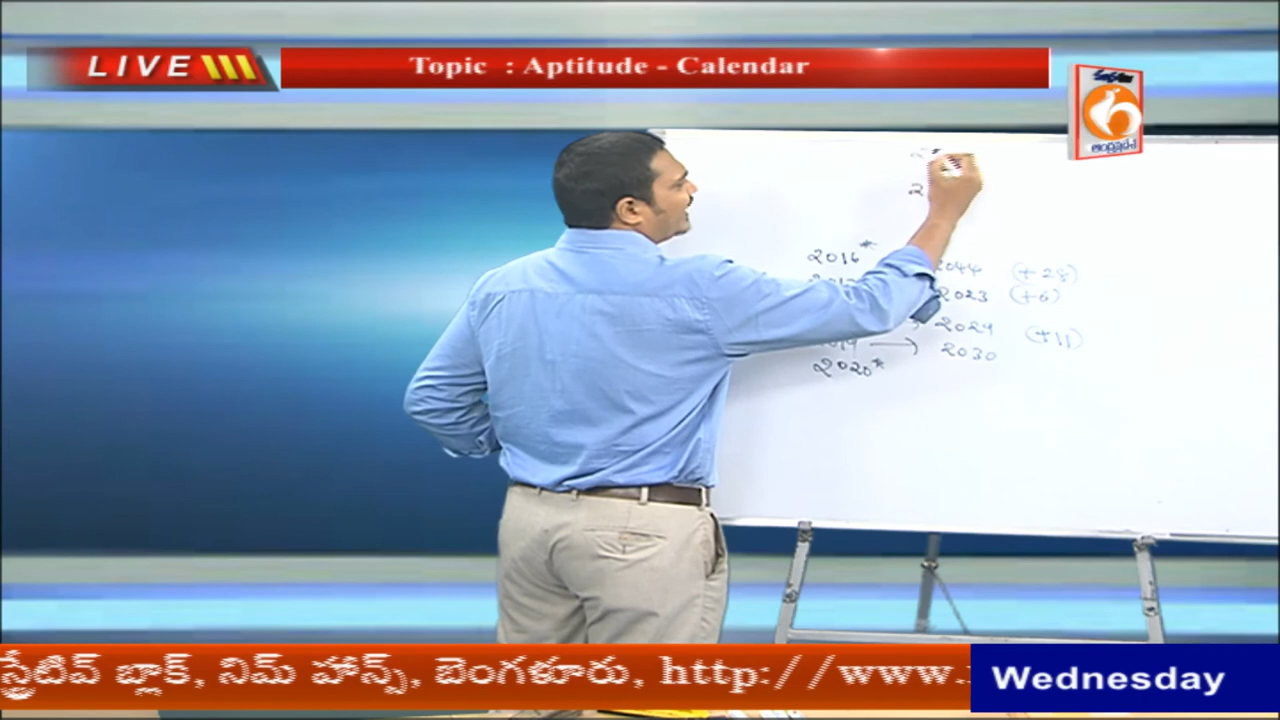 LIVE
Topic : Aptitude - Calendar
2016*
2044 (+28)
2023 (+6)
2024 (+11)
2030
2020*
స్ట్రేటివ్ బ్లాక్, నిమ్ హాన్స్, బెంగళూరు, http://www.
Wednesday